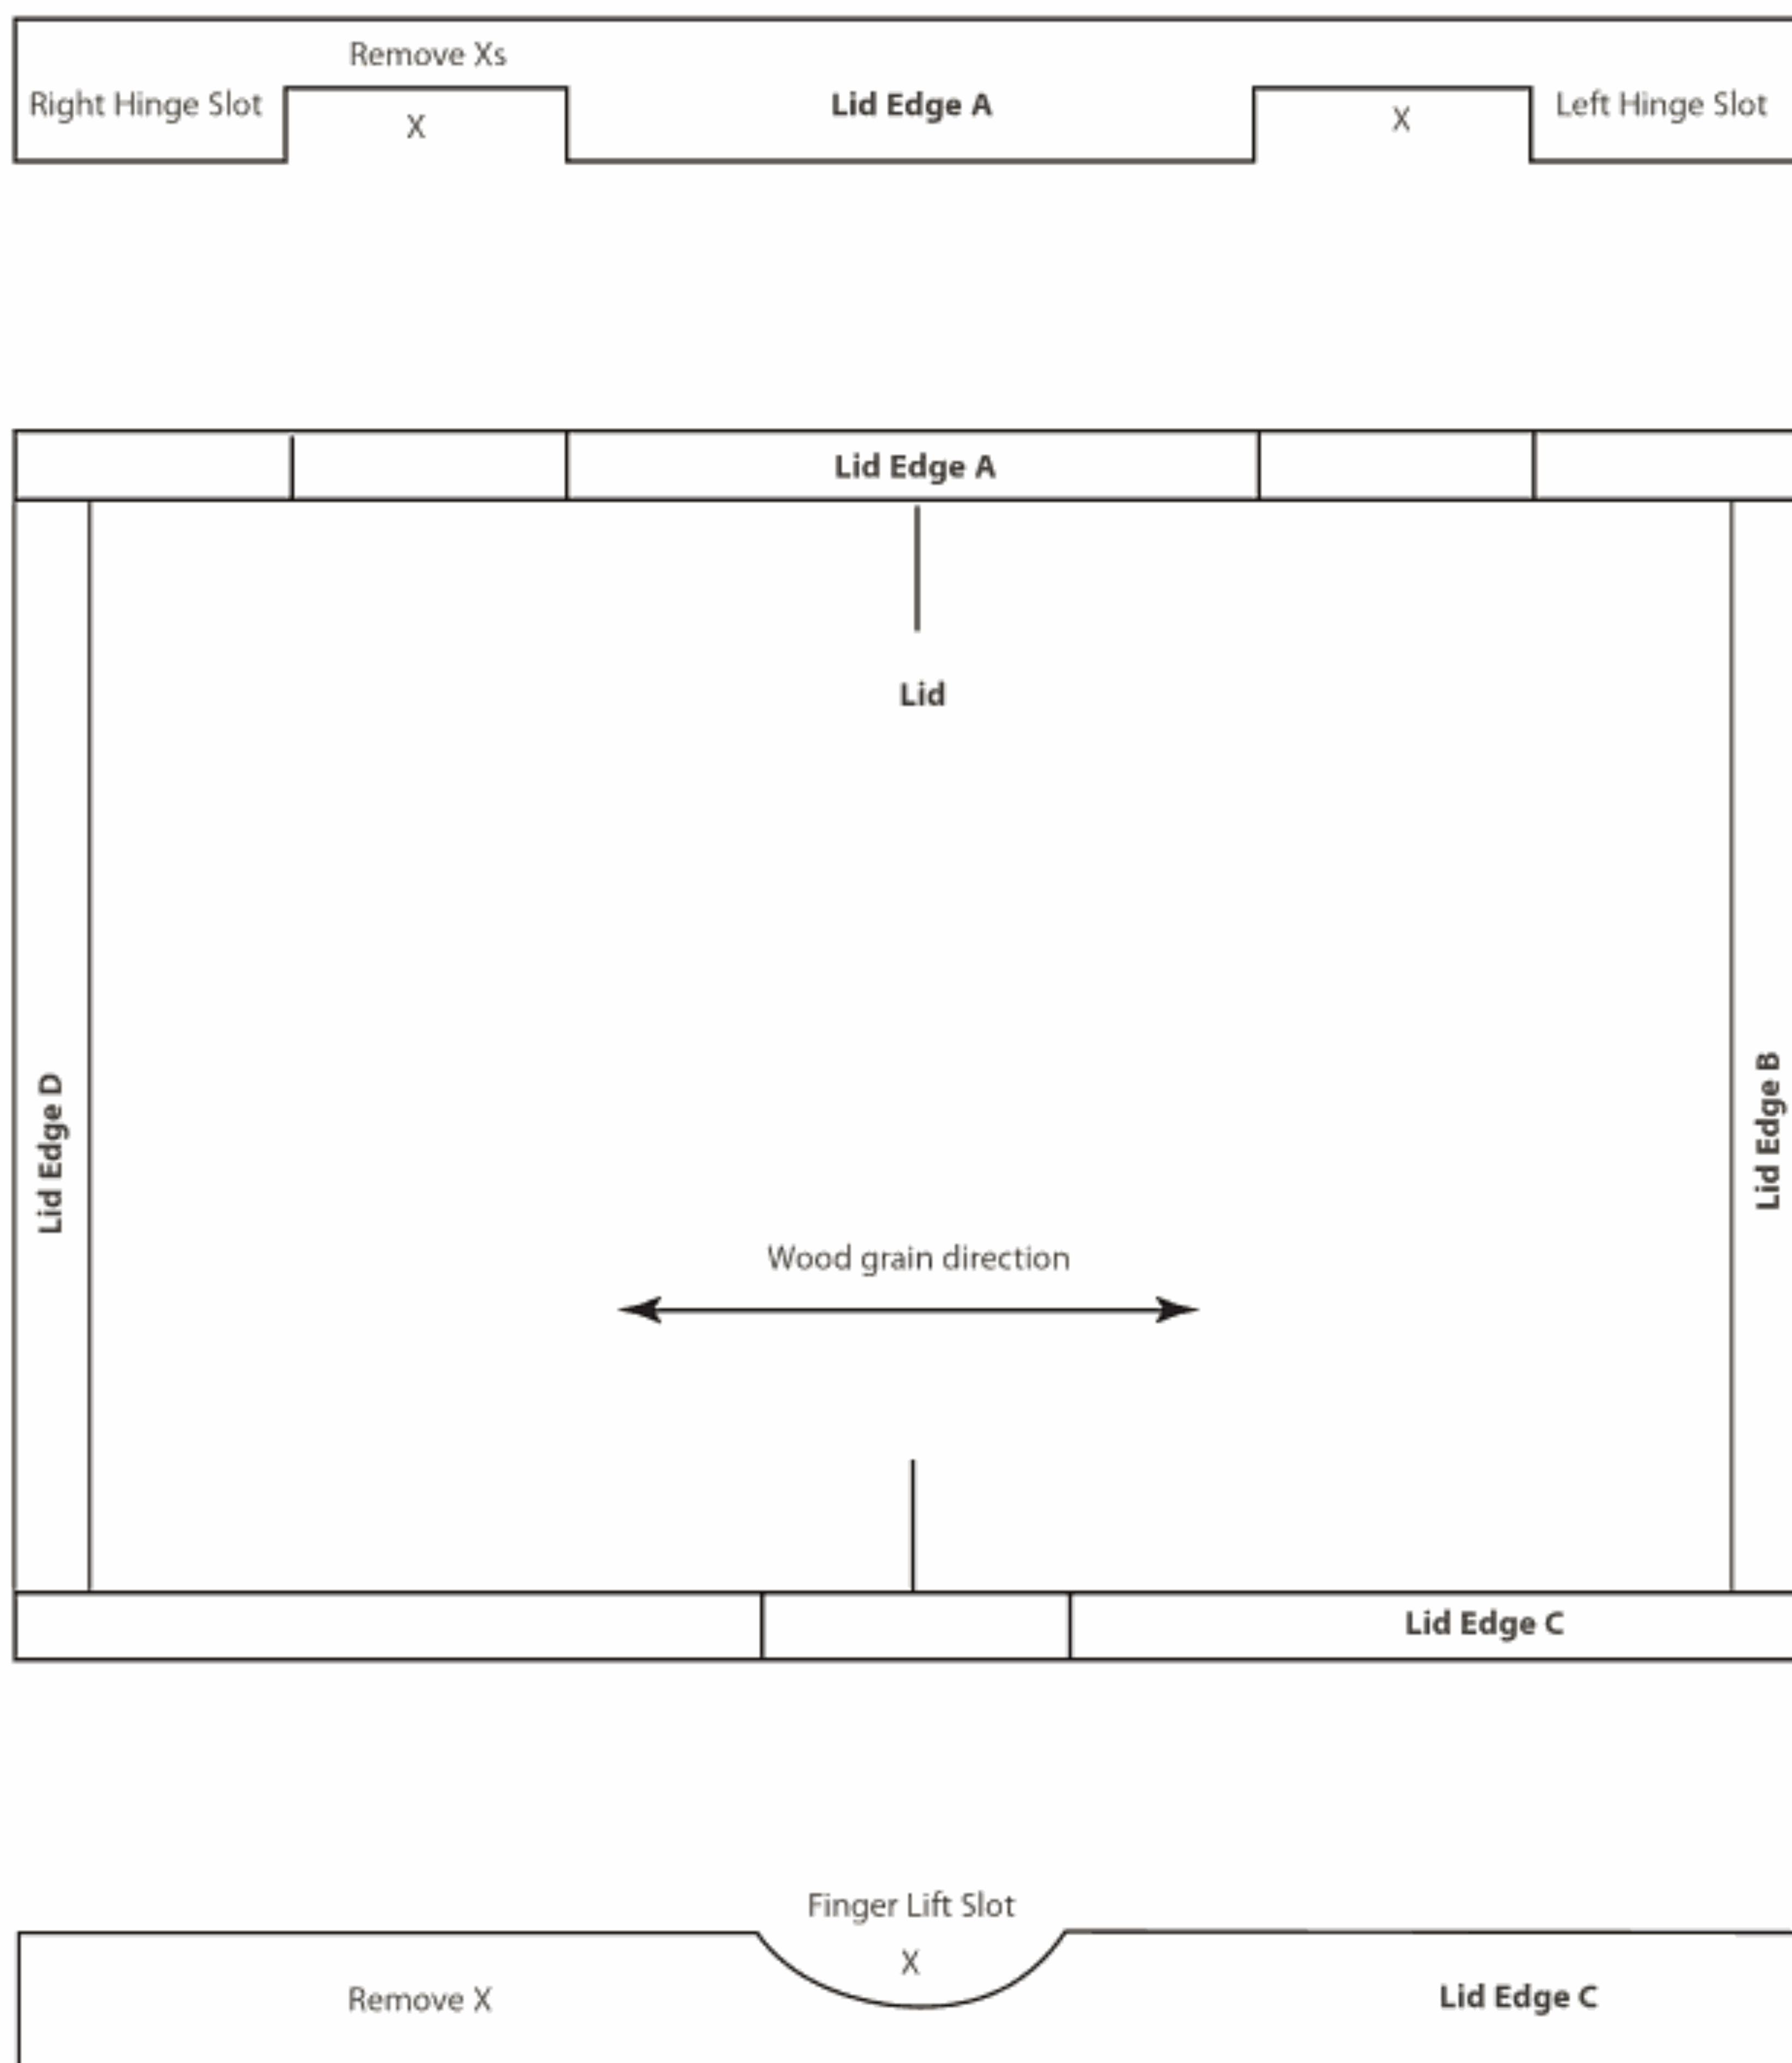 Remove Xs
Right Hinge Slot
X
Lid Edge A
X
Left Hinge Slot
Lid Edge A
Lid
Lid Edge D
Lid Edge B
Wood grain direction
Lid Edge C
Finger Lift Slot
X
Remove X
Lid Edge C